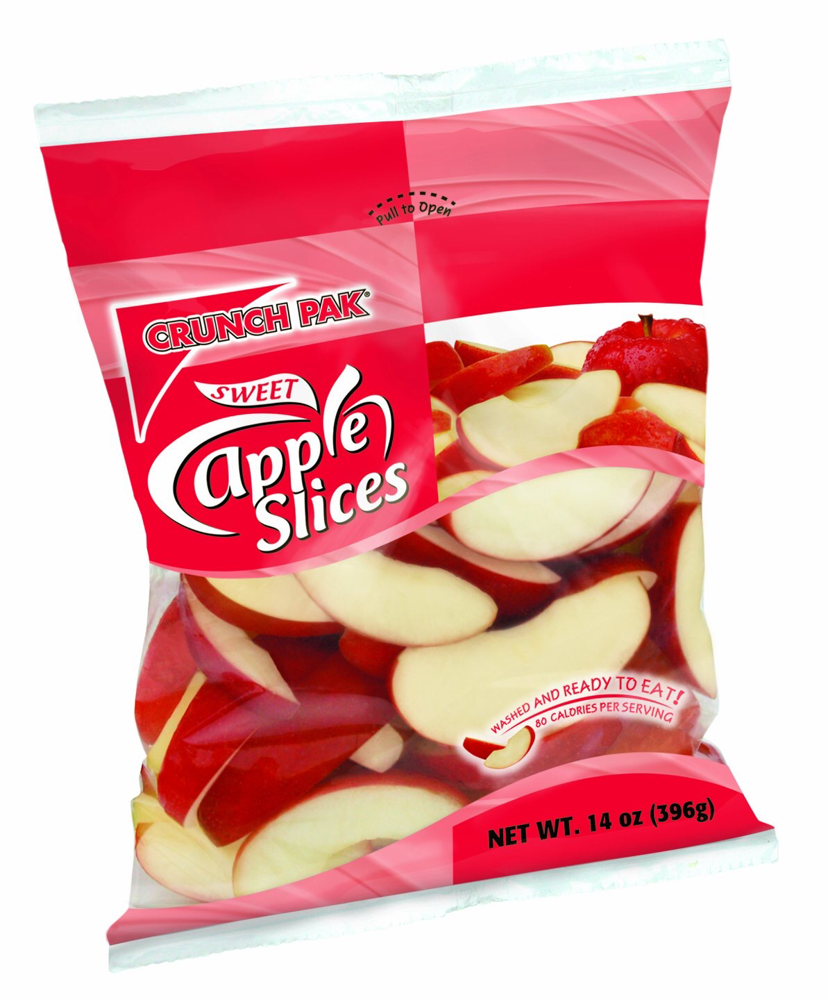 Pull to Open
CRUNCH PAK®
SWEET
apple
Slices
WASHED AND READY TO EAT!
80 CALORIES PER SERVING
NET WT. 14 oz (396g)